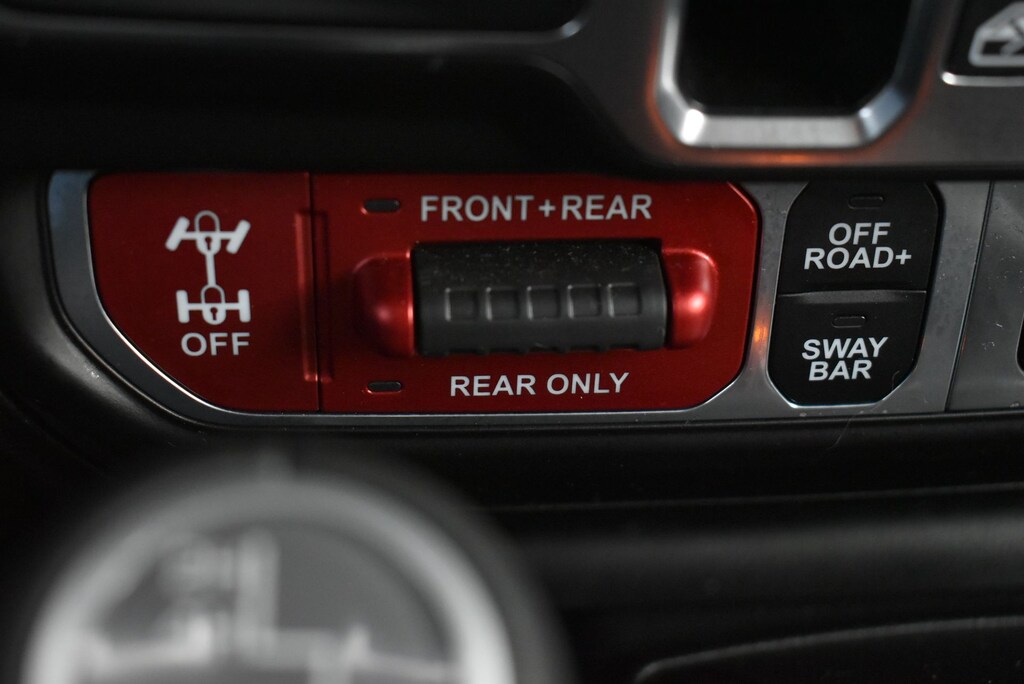 FRONT+REAR
OFF
REAR ONLY
OFF
ROAD+
SWAY
BAR